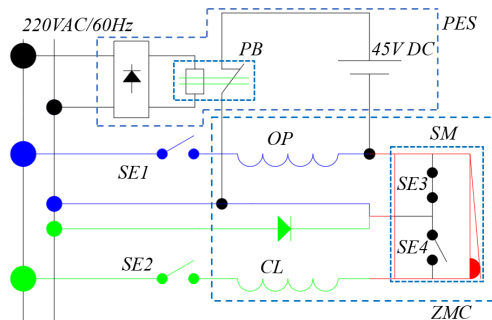 220VAC/60Hz
PES
PB
45V DC
OP
SM
SE1
SE3
SE4
SE2
CL
ZMC